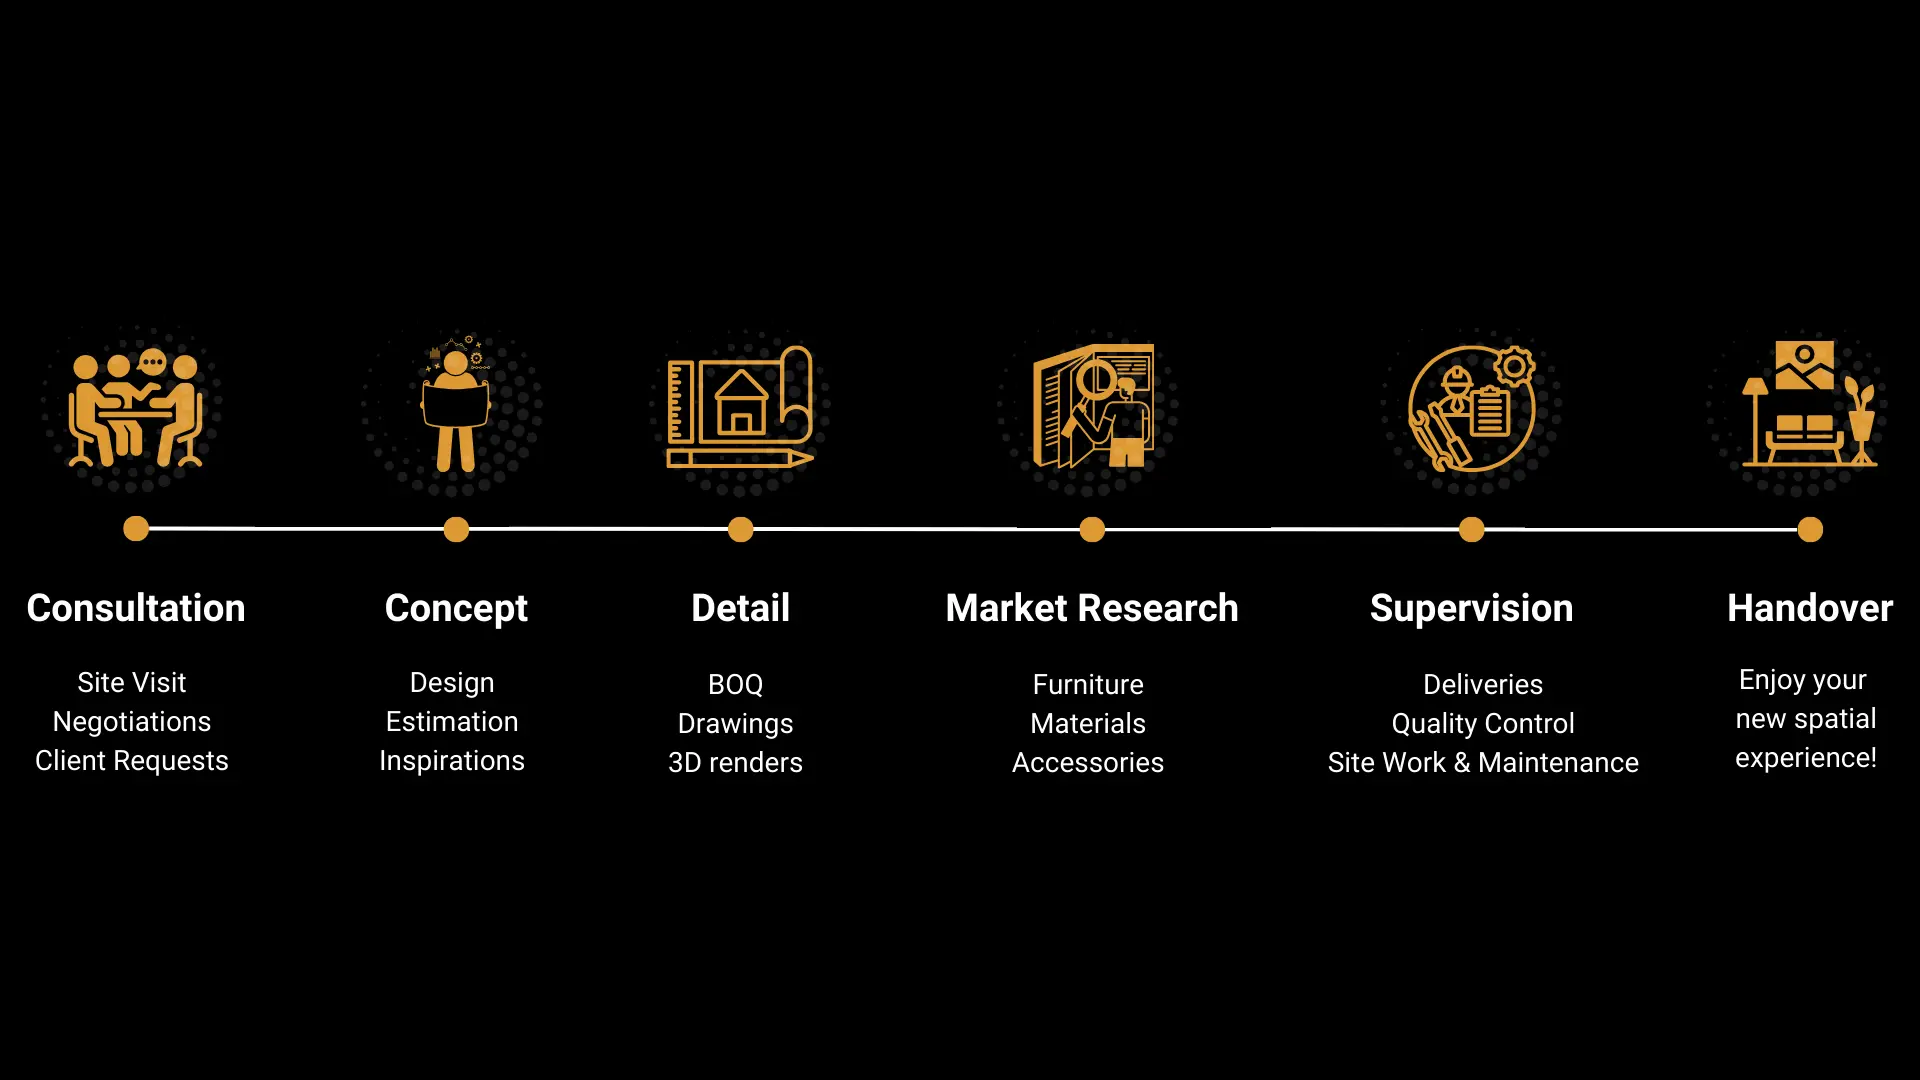 Consultation
Site Visit
Negotiations
Client Requests
Concept
Design
Estimation
Inspirations
Detail
BOQ
Drawings
3D renders
Market Research
Furniture
Materials
Accessories
Supervision
Deliveries
Quality Control
Site Work & Maintenance
Handover
Enjoy your
new spatial
experience!